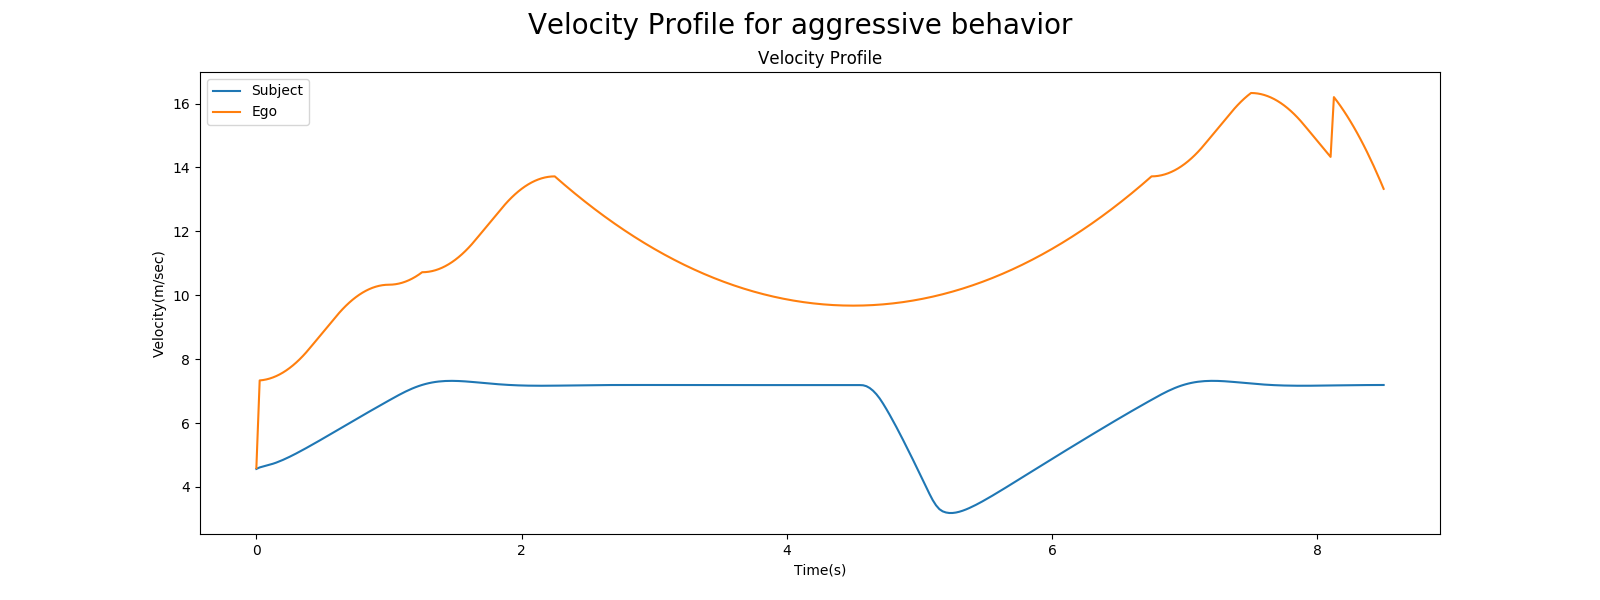 Velocity Profile for aggressive behavior
Velocity Profile
Subject
Ego
Velocity(m/sec)
16
14
12
10
8
6
4
0 2 4 6 8
Time(s)